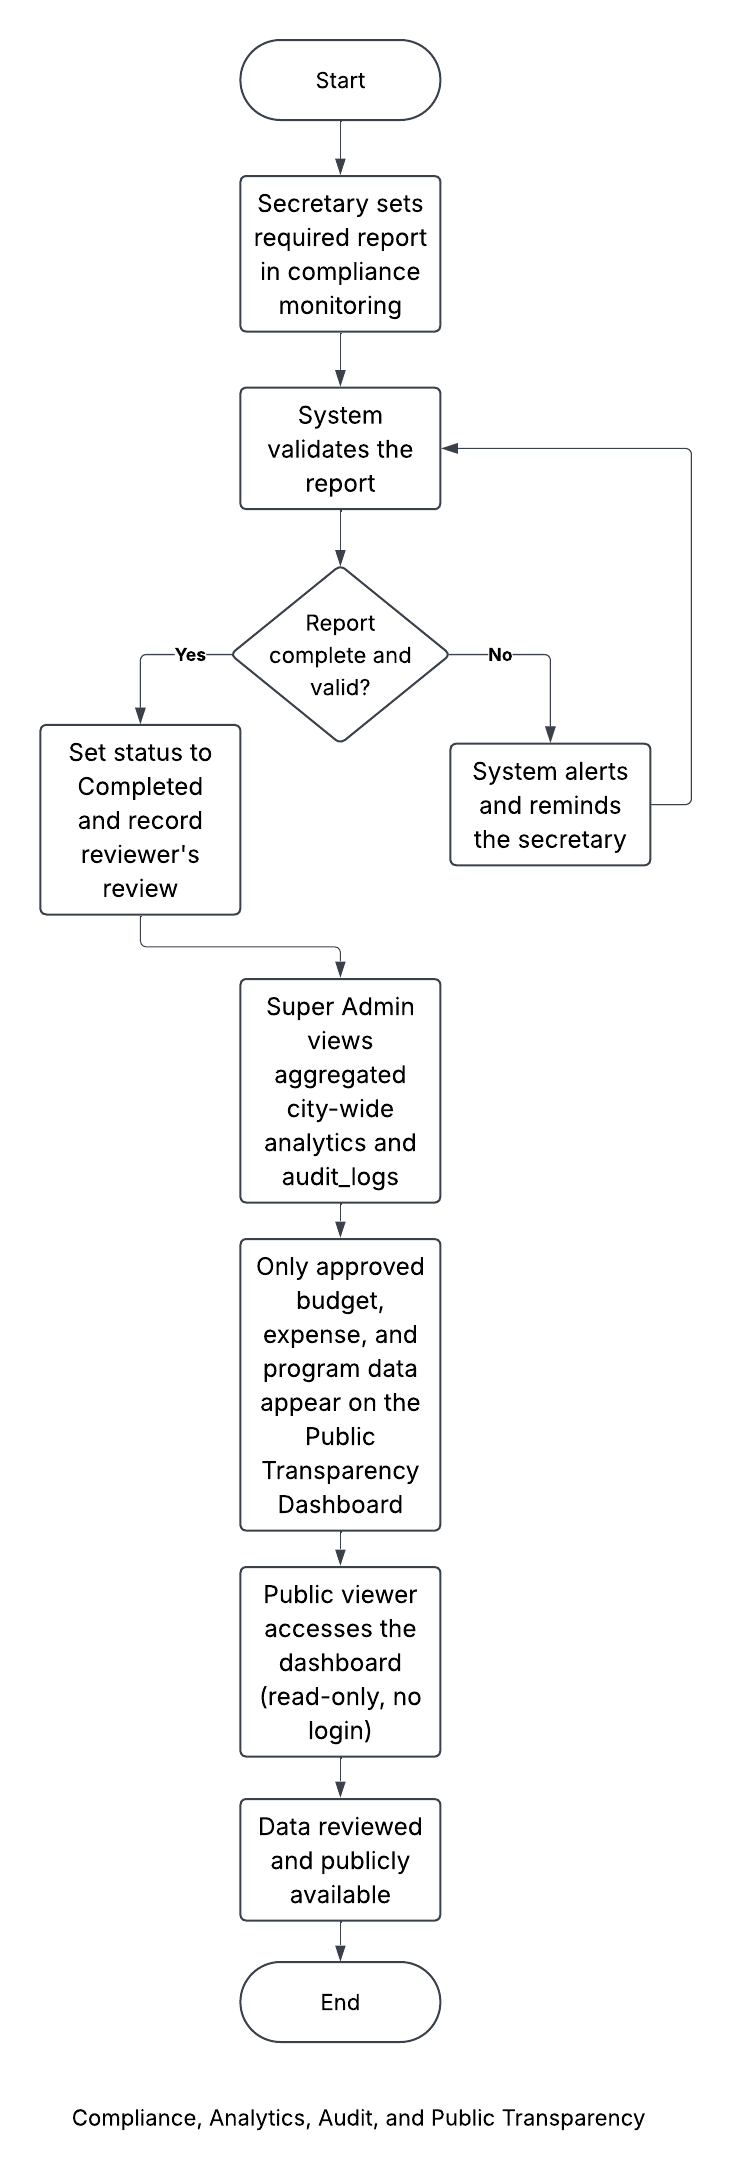 Start
Secretary sets
required report
in compliance
monitoring
System
validates the
report
Report
complete and
valid?
Yes
No
Set status to
Completed
and record
reviewer's
review
System alerts
and reminds
the secretary
Super Admin
views
aggregated
city-wide
analytics and
audit_logs
Only approved
budget,
expense, and
program data
appear on the
Public
Transparency
Dashboard
Public viewer
accesses the
dashboard
(read-only, no
login)
Data reviewed
and publicly
available
End
Compliance, Analytics, Audit, and Public Transparency